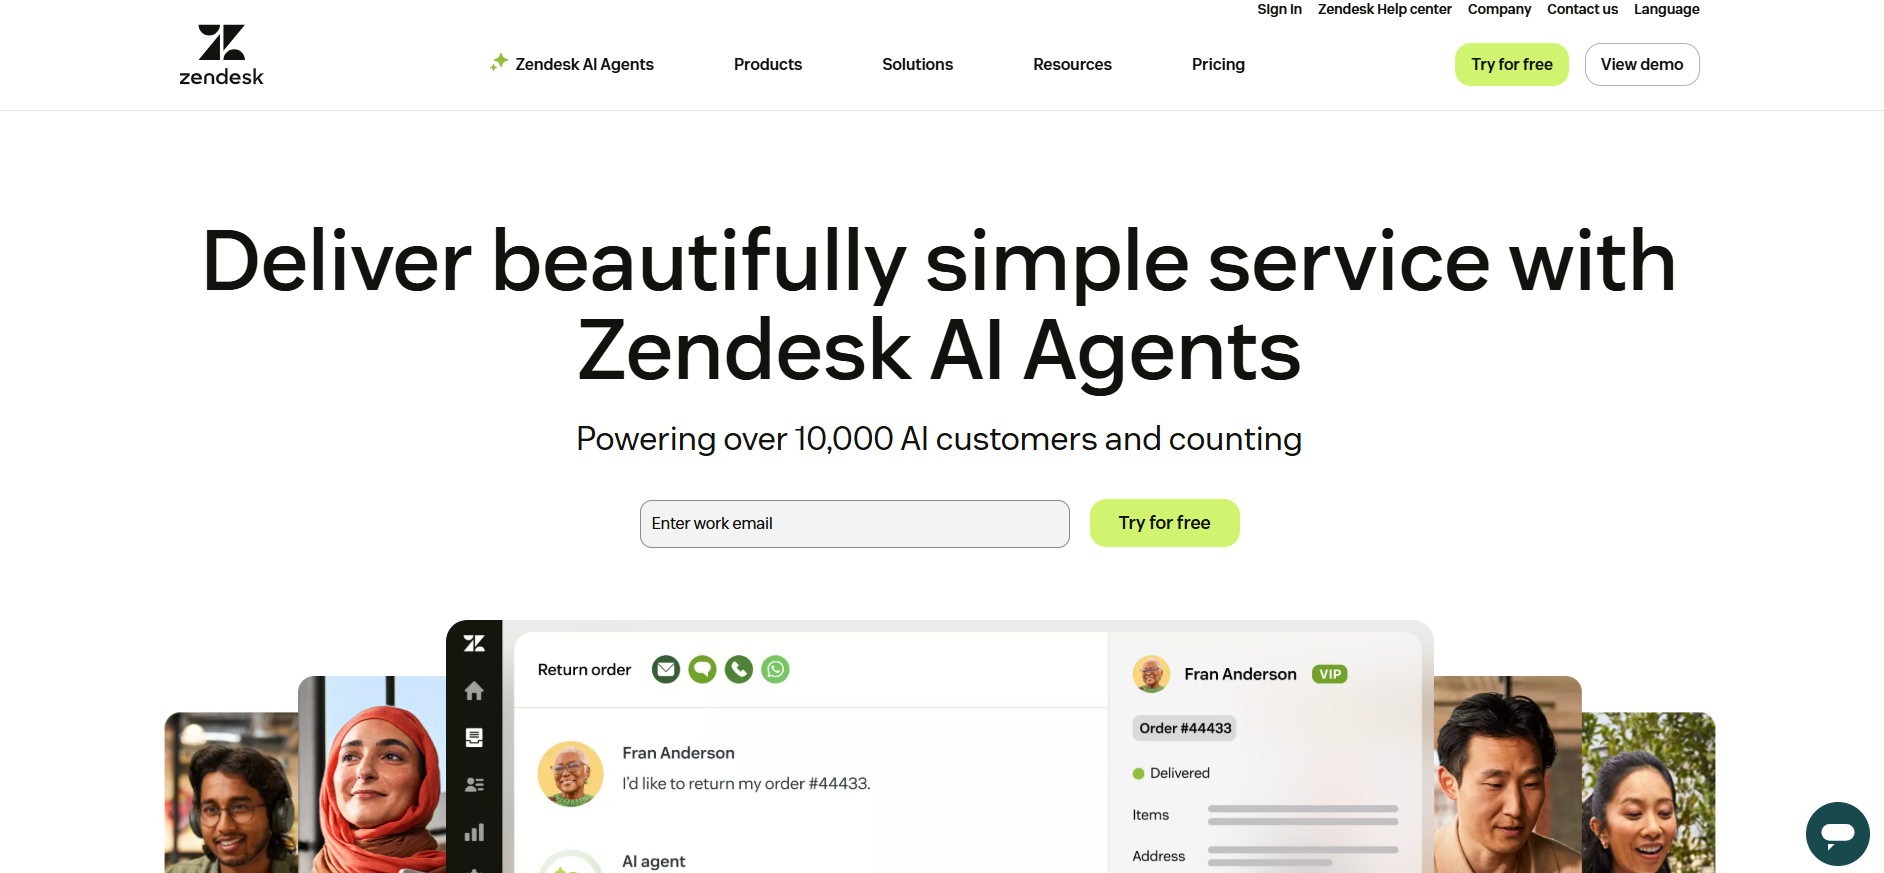 Sign in Zendesk Help center Company Contact us Language
zendesk
Zendesk AI Agents Products Solutions Resources Pricing Try for free View demo
Deliver beautifully simple service with
Zendesk AI Agents
Powering over 10,000 AI customers and counting
Enter work email Try for free
Return order
Fran Anderson
I'd like to return my order #44433.
AI agent
Fran Anderson VIP
Order #44433
Delivered
Items
Address